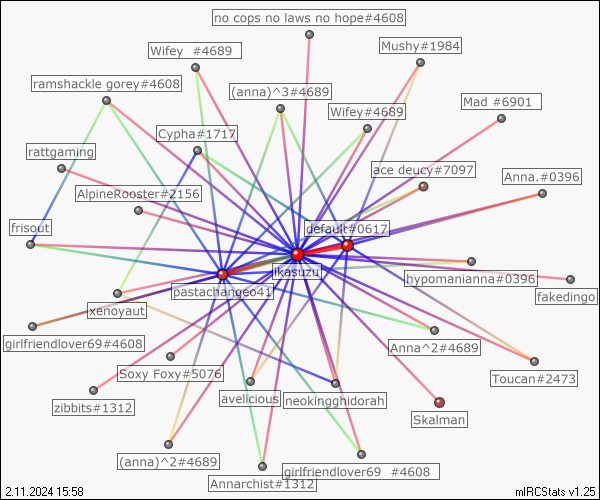 no cops no laws no hope#4608
Wifey  #4689
Mushy#1984
ramshackle gorey#4608
(anna)^3#4689
Mad #6901
Wifey#4689
Cypha#1717
rattgaming
ace deucy#7097
Anna.#0396
AlpineRooster#2156
frisout
default#0617
ikasuzu
hypomanianna#0396
pastachangeo41
fakedingo
xenoyaut
girlfriendlover69#4608
Anna^2#4689
Soxy Foxy#5076
Toucan#2473
zibbits#1312
avelicious
neokingghidorah
Skalman
(anna)^2#4689
girlfriendlover69  #4608
Annarchist#1312
2.11.2024 15:58
mIRCStats v1.25